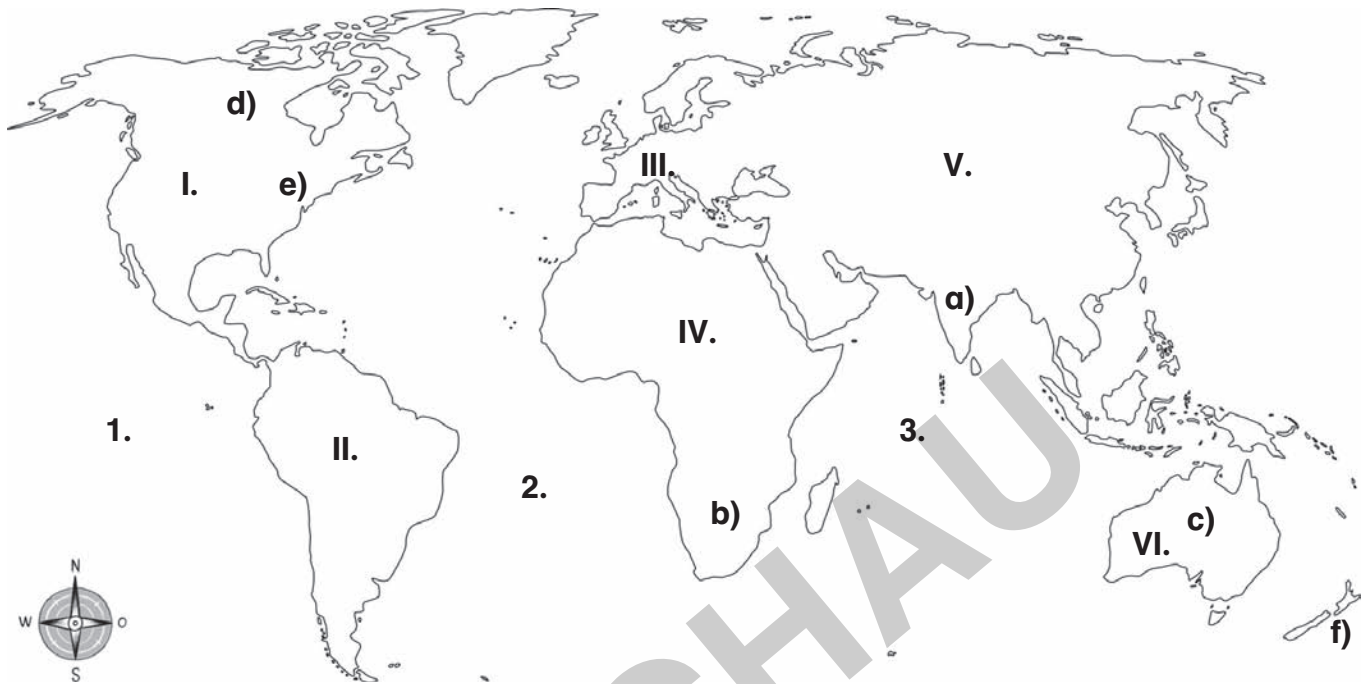 d)
I.
e)
III.
V.
a)
IV.
1.
II.
3.
2.
b)
c)
VI.
N
W O
S
f)
SCHAU